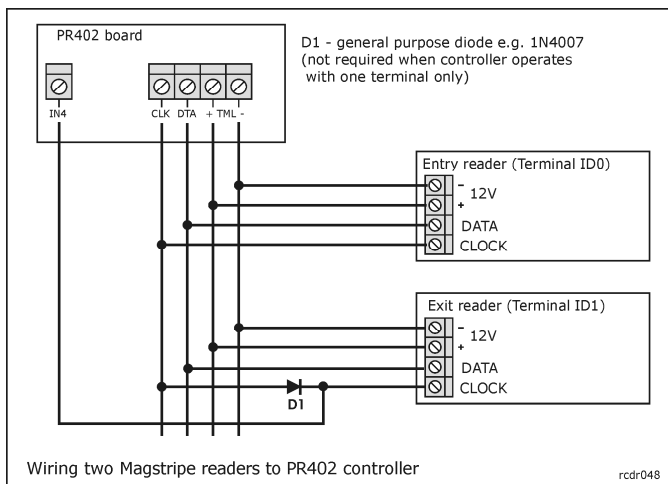 PR402 board
D1 - general purpose diode e.g. 1N4007
(not required when controller operates
with one terminal only)
IN4
CLK DTA + TML -
Entry reader (Terminal ID0)
- 12V
+
DATA
CLOCK
Exit reader (Terminal ID1)
- 12V
+
DATA
CLOCK
D1
Wiring two Magstripe readers to PR402 controller
rcdr048